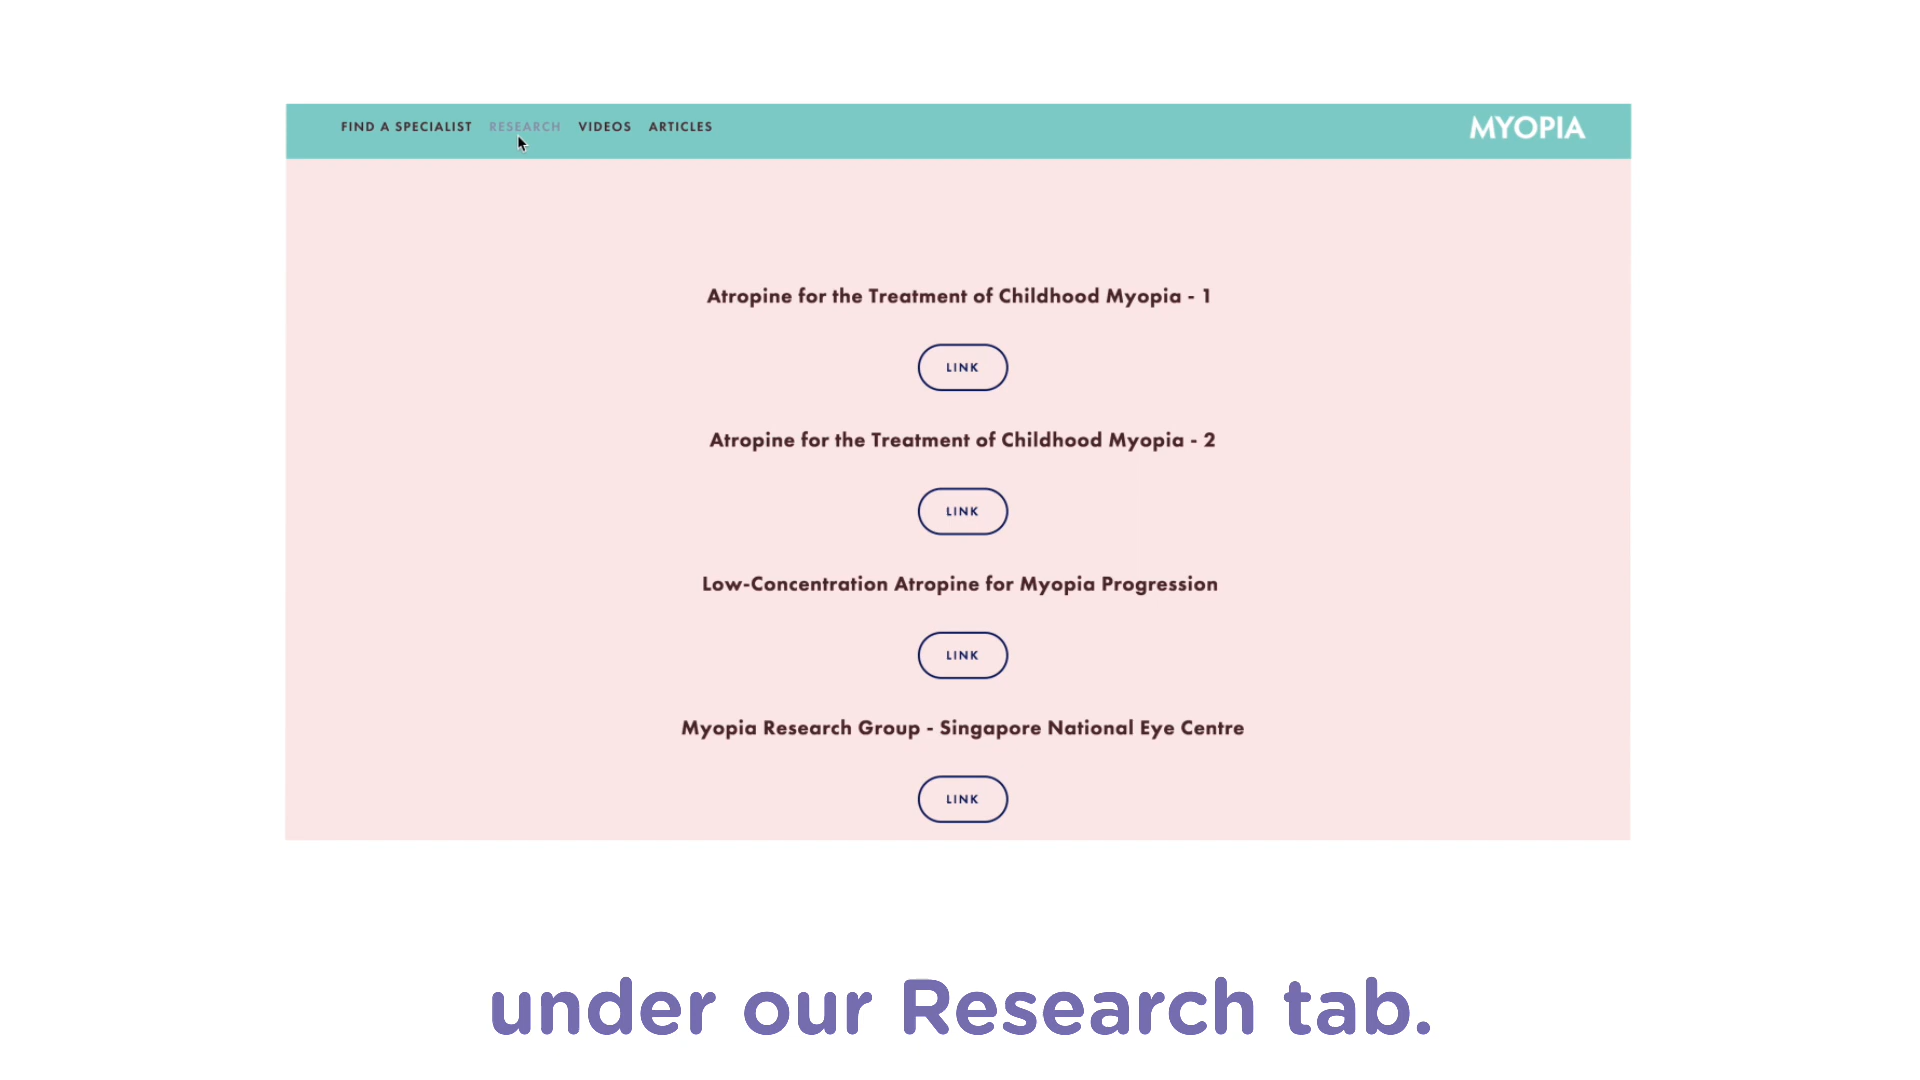 FIND A SPECIALIST RESEARCH VIDEOS ARTICLES MYOPIA
Atropine for the Treatment of Childhood Myopia - 1
LINK
Atropine for the Treatment of Childhood Myopia - 2
LINK
Low-Concentration Atropine for Myopia Progression
LINK
Myopia Research Group - Singapore National Eye Centre
LINK
under our Research tab.